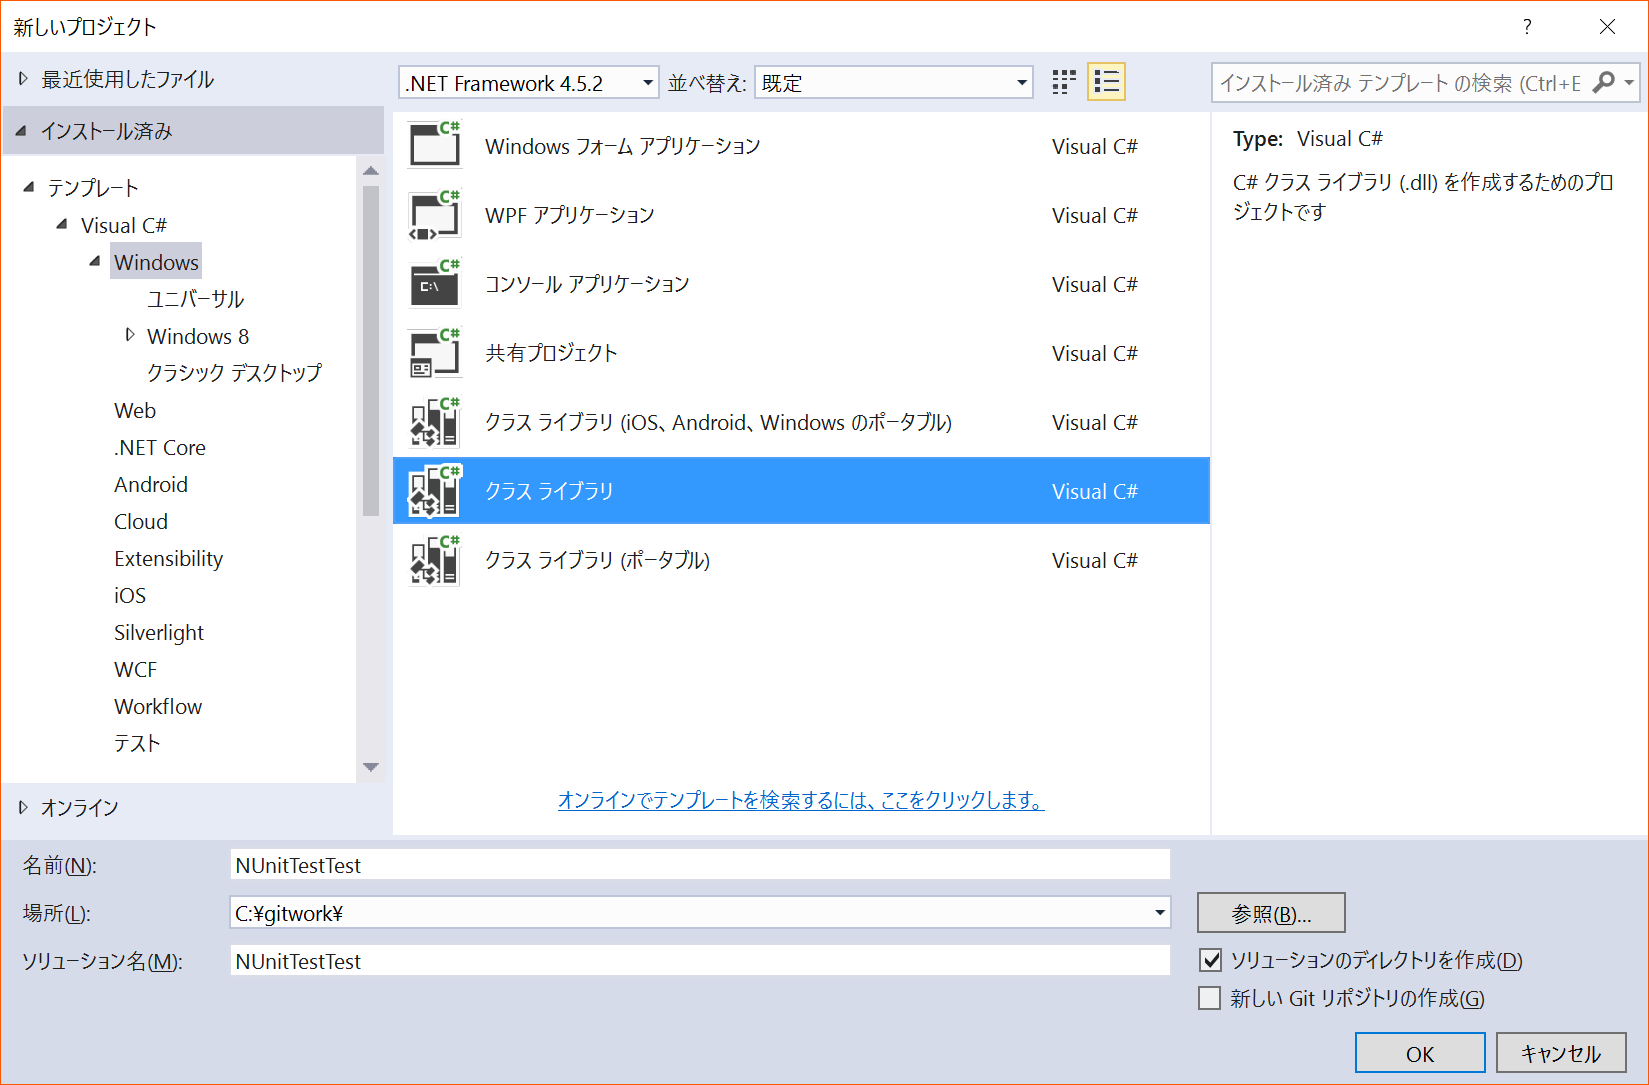 新しいプロジェクト
?
最近使用したファイル
.NET Framework 4.5.2
並べ替え:
既定
インストール済み テンプレート の検索 (Ctrl+E
インストール済み
テンプレート
Visual C#
Windows
ユニバーサル
Windows 8
クラシック デスクトップ
Web
.NET Core
Android
Cloud
Extensibility
iOS
Silverlight
WCF
Workflow
テスト
オンライン
C#
Windows フォーム アプリケーション
Visual C#
C#
WPF アプリケーション
Visual C#
C#
C:\
コンソール アプリケーション
Visual C#
C#
共有プロジェクト
Visual C#
C#
クラス ライブラリ (iOS、Android、Windows のポータブル)
Visual C#
C#
クラス ライブラリ
Visual C#
C#
クラス ライブラリ (ポータブル)
Visual C#
オンラインでテンプレートを検索するには、ここをクリックします。
Type: Visual C#
C# クラス ライブラリ (.dll) を作成するためのプロ
ジェクトです
名前(N):
NUnitTestTest
場所(L):
C:¥gitwork¥
参照(B)...
ソリューション名(M):
NUnitTestTest
ソリューションのディレクトリを作成(D)
新しい Git リポジトリの作成(G)
OK
キャンセル